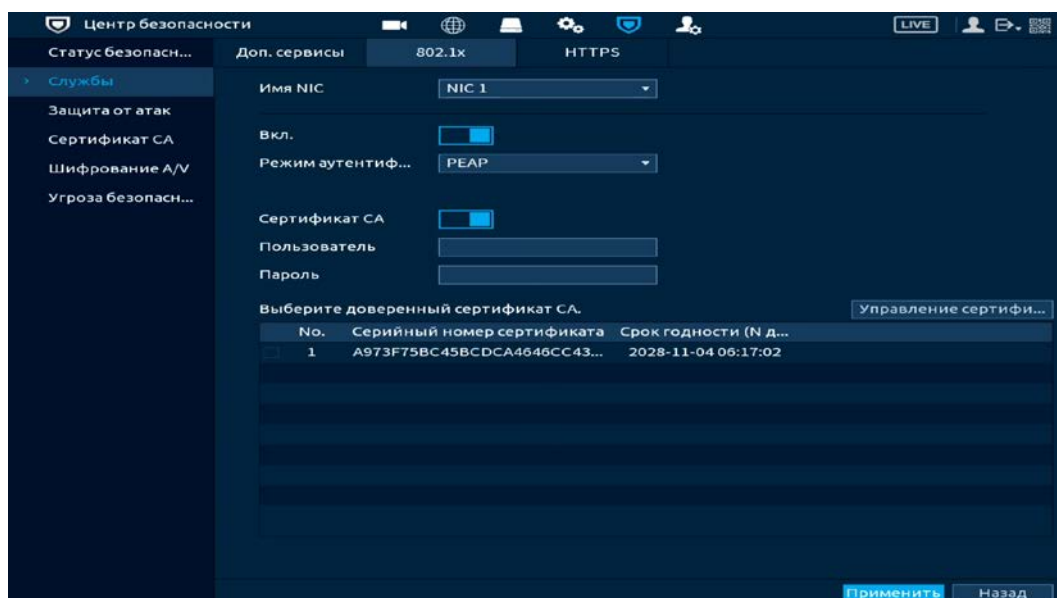 Центр безопасности LIVE
Статус безопасн... Доп. сервисы 802.1x HTTPS
Службы
Имя NIC NIC 1
Защита от атак
Вкл.
Сертификат CA
Режим аутентиф... PEAP
Шифрование A/V
Угроза безопасн...
Сертификат CA
Пользователь
Пароль
Выберите доверенный сертификат CA. Управление сертифи...
No. Серийный номер сертификата Срок годности (N д...
1 A973F75BC45BCDCA4646CC43... 2028-11-04 06:17:02
Применить Назад